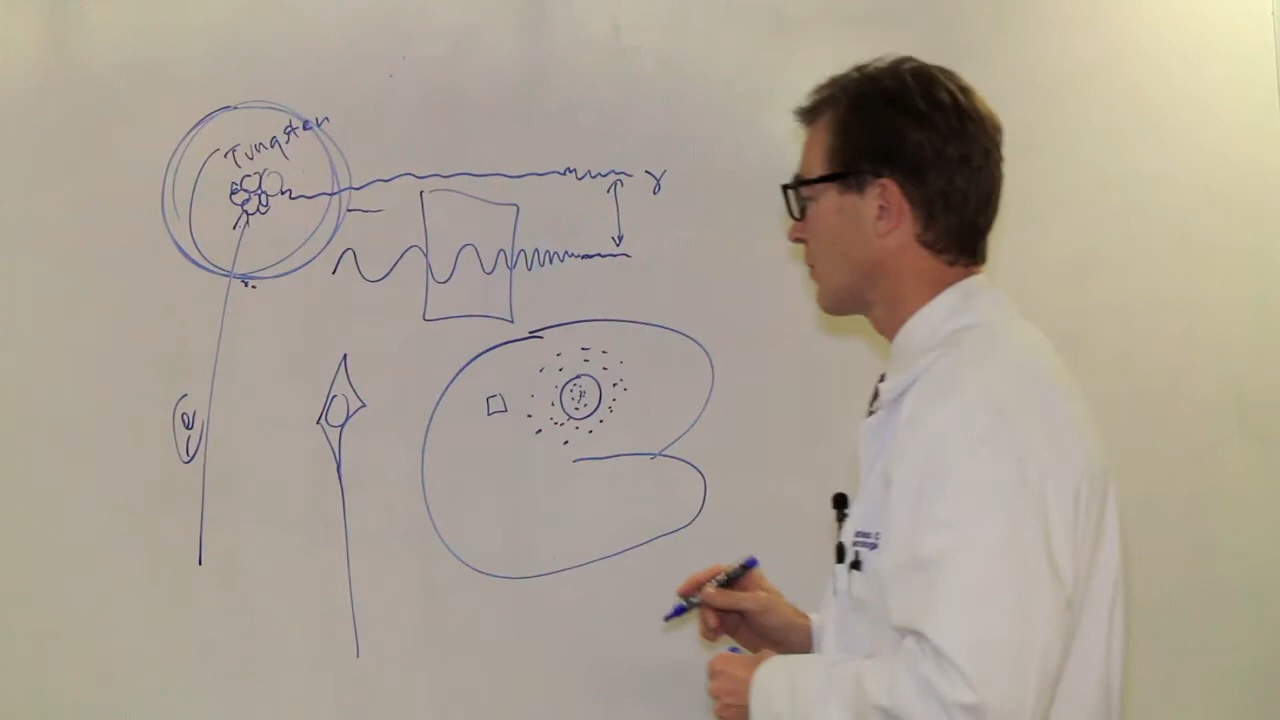 Tungsten
γ
e-